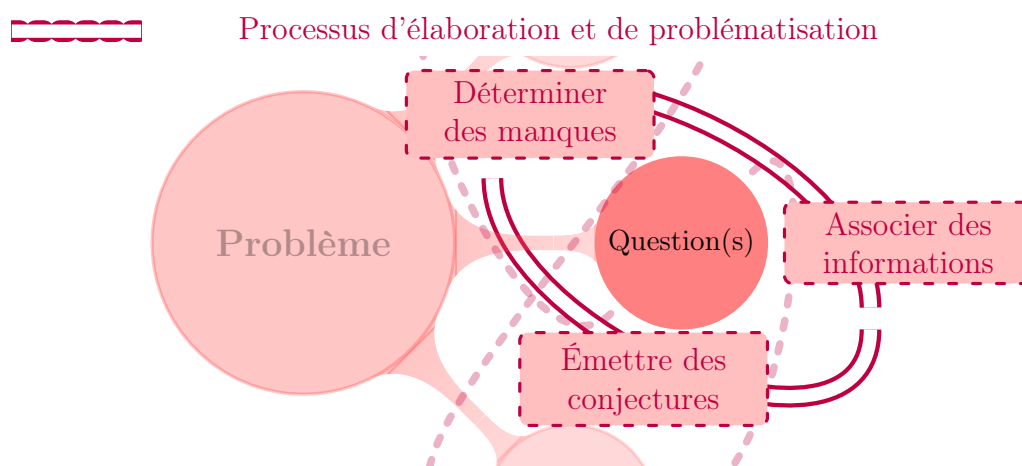 Processus d'élaboration et de problématisation
Déterminer
des manques
Problème
Question(s)
Associer des
informations
Émettre des
conjectures